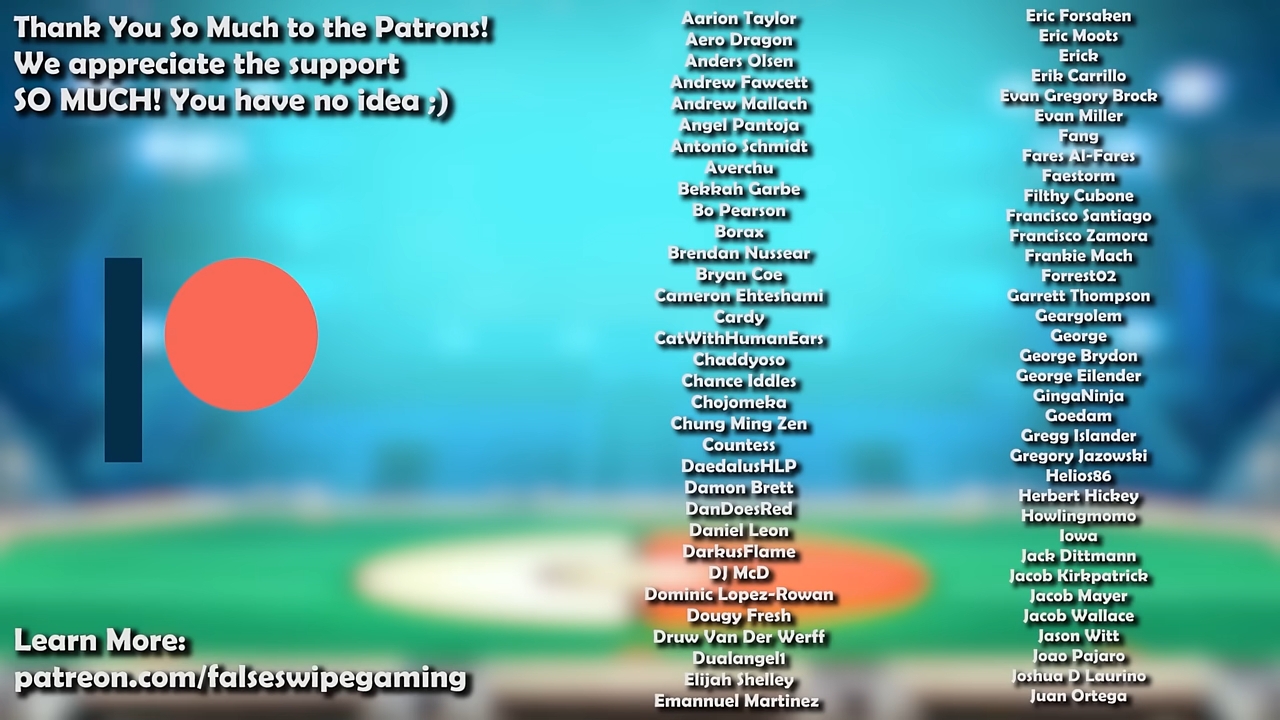 Thank You So Much to the Patrons!
We appreciate the support
SO MUCH! You have no idea ;)
Learn More:
patreon.com/falseswipegaming
Aarion Taylor
Aero Dragon
Anders Olsen
Andrew Fawcett
Andrew Mallach
Angel Pantoja
Antonio Schmidt
Averchu
Bekkah Garbe
Bo Pearson
Borax
Brendan Nussear
Bryan Coe
Cameron Ehteshami
Cardy
CatWithHumanEars
Chaddyoso
Chance Iddles
Chojomeka
Chung Ming Zen
Countess
DaedalusHLP
Damon Brett
DanDoesRed
Daniel Leon
DarkusFlame
DJ McD
Dominic Lopez-Rowan
Dougy Fresh
Druw Van Der Werff
Dualangel1
Elijah Shelley
Emannuel Martinez
Eric Forsaken
Eric Moots
Erick
Erik Carrillo
Evan Gregory Brock
Evan Miller
Fang
Fares Al-Fares
Faestorm
Filthy Cubone
Francisco Santiago
Francisco Zamora
Frankie Mach
Forrest02
Garrett Thompson
Geargolem
George
George Brydon
George Eilender
GingaNinja
Goedam
Gregg Islander
Gregory Jazowski
Helios86
Herbert Hickey
Howlingmomo
Iowa
Jack Dittmann
Jacob Kirkpatrick
Jacob Mayer
Jacob Wallace
Jason Witt
Joao Pajaro
Joshua D Laurino
Juan Ortega